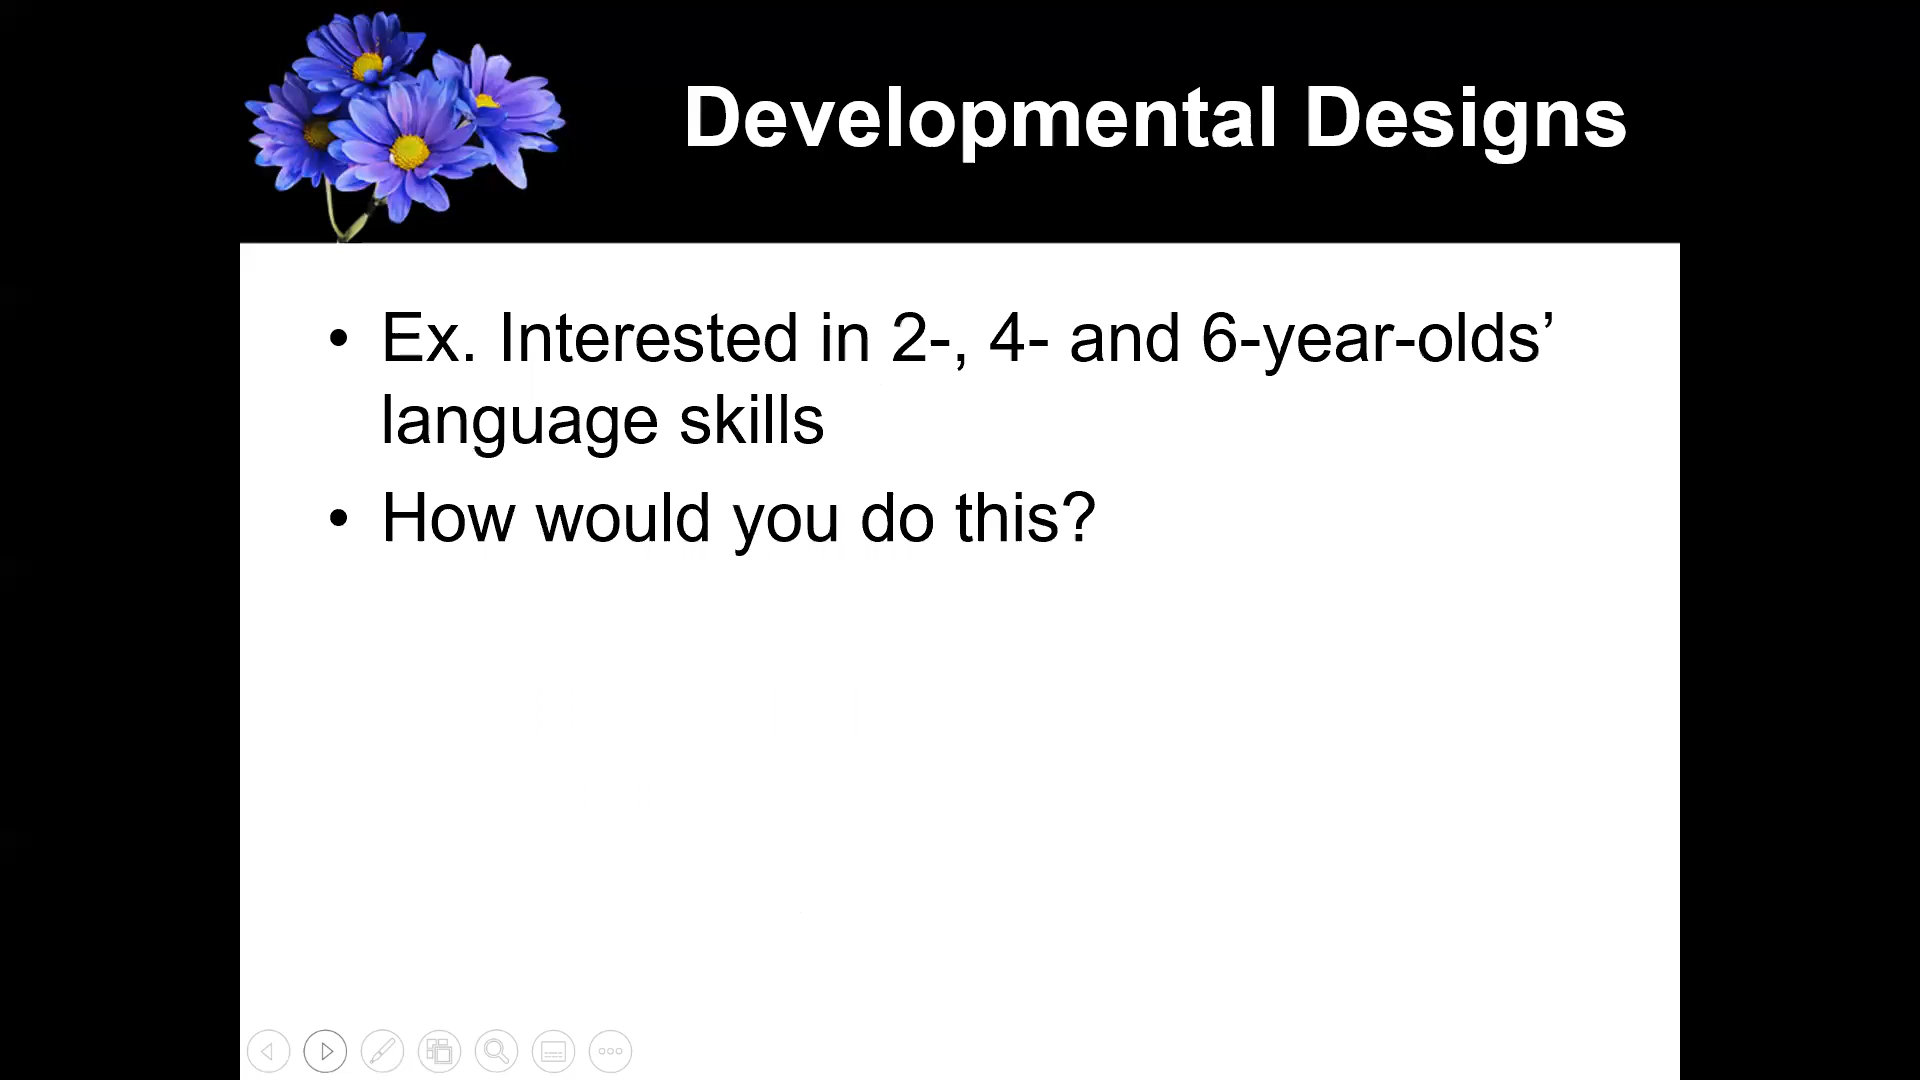 Developmental Designs
• Ex. Interested in 2-, 4- and 6-year-olds’
language skills
• How would you do this?